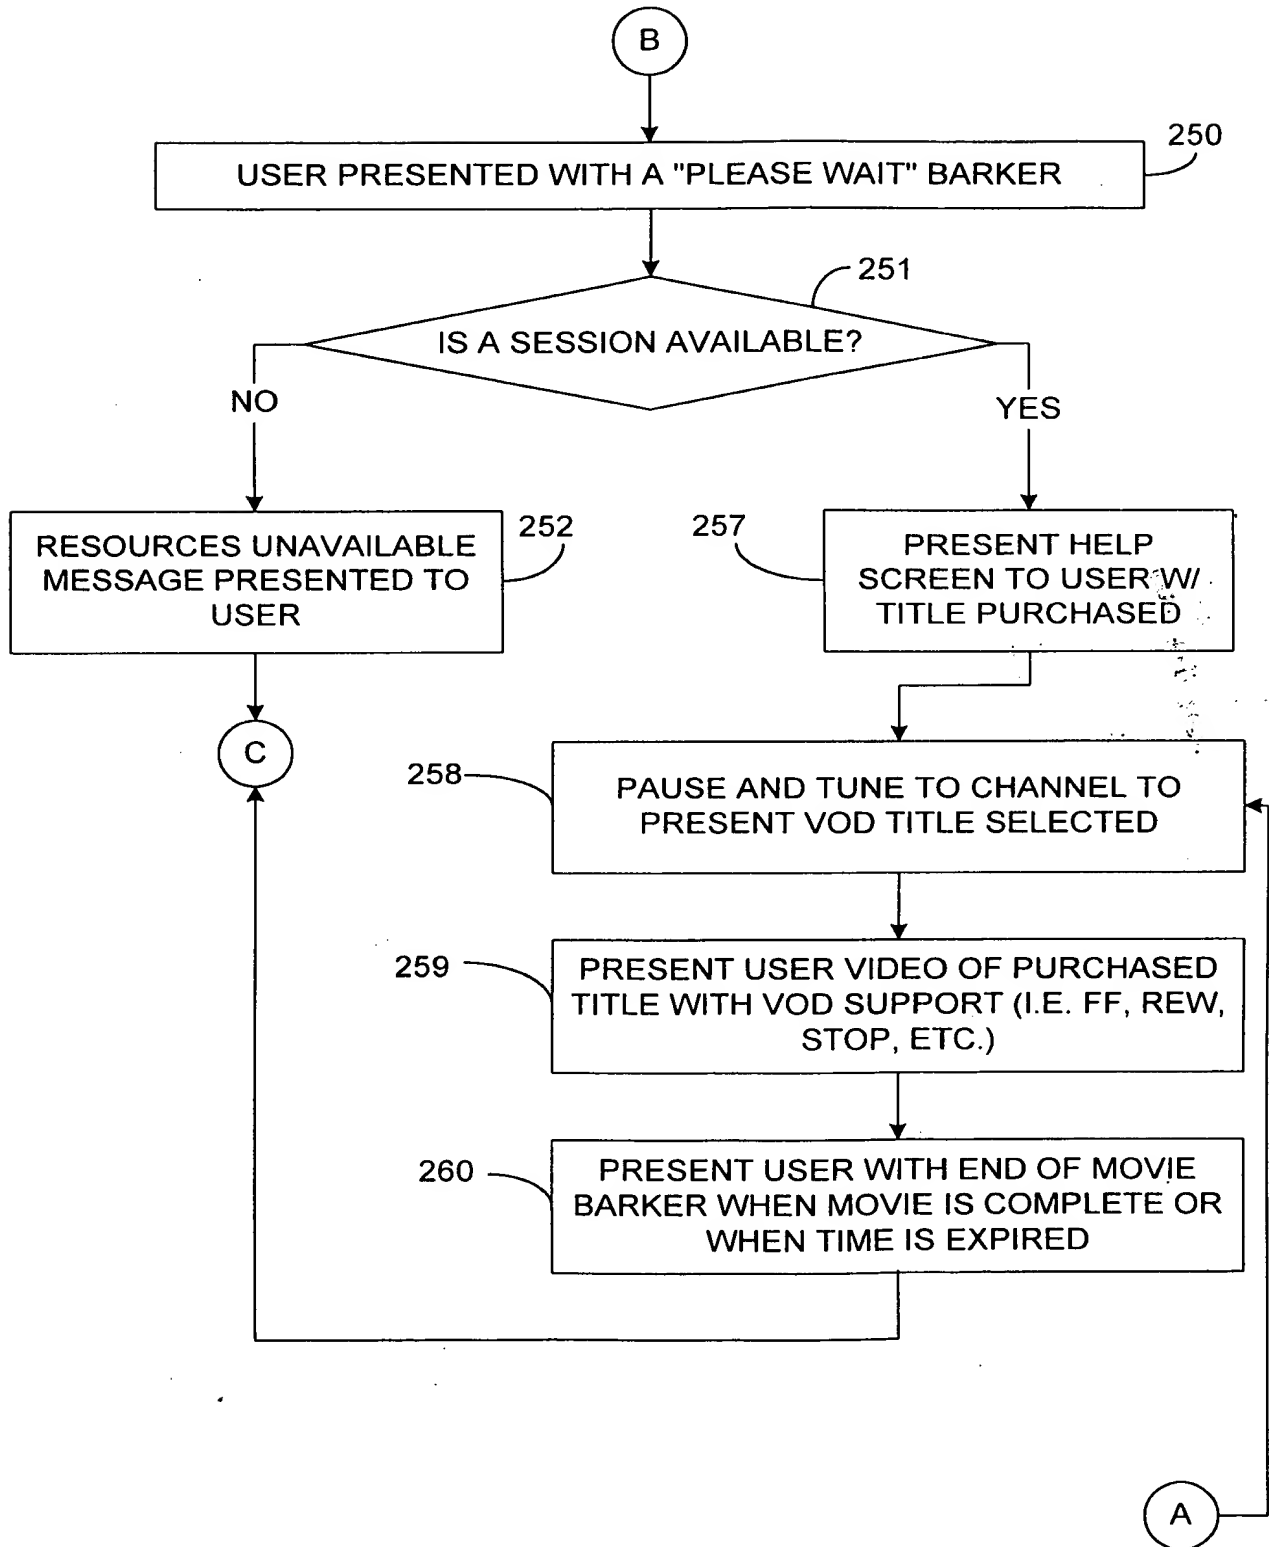 B
250
USER PRESENTED WITH A "PLEASE WAIT" BARKER
251
IS A SESSION AVAILABLE?
NO
YES
252
RESOURCES UNAVAILABLE
MESSAGE PRESENTED TO
USER
257
PRESENT HELP
SCREEN TO USER W/
TITLE PURCHASED
C
258
PAUSE AND TUNE TO CHANNEL TO
PRESENT VOD TITLE SELECTED
259
PRESENT USER VIDEO OF PURCHASED
TITLE WITH VOD SUPPORT (I.E. FF, REW,
STOP, ETC.)
260
PRESENT USER WITH END OF MOVIE
BARKER WHEN MOVIE IS COMPLETE OR
WHEN TIME IS EXPIRED
A